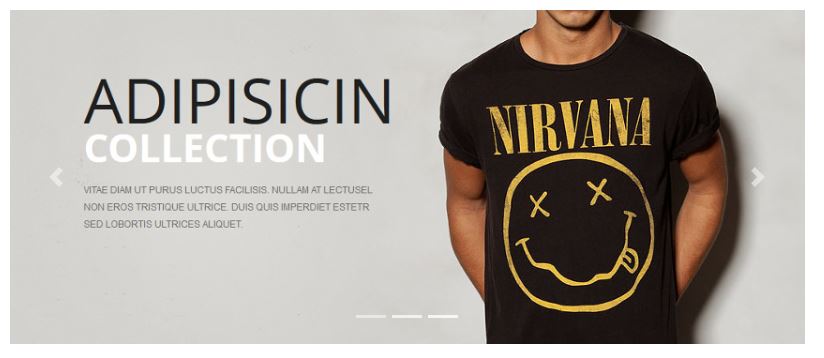 ADIPISICIN
COLLECTION
VITAE DIAM UT PURUS LUCTUS FACILISIS. NULLAM AT LECTUSEL
NON EROS TRISTIQUE ULTRICE. DUIS QUIS IMPERDIET ESTETR
SED LOBORTIS ULTRICES ALIQUET.
NIRVANA